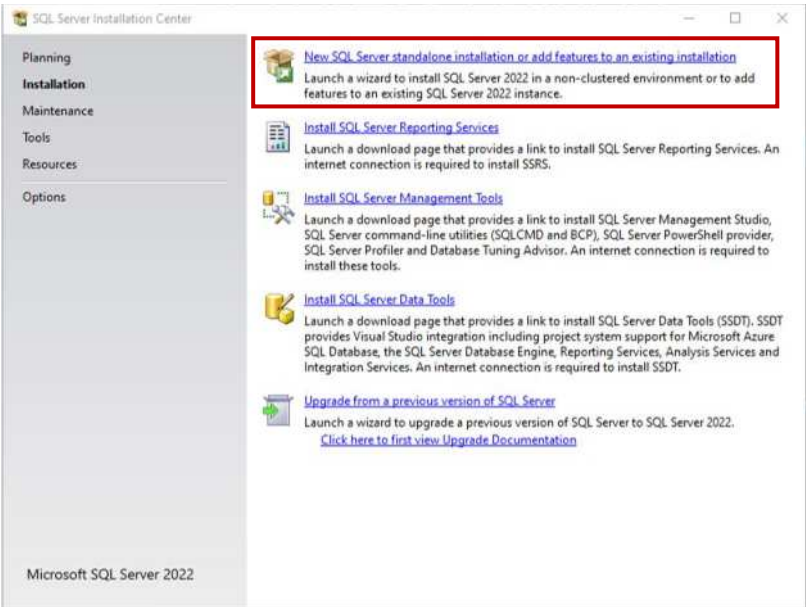 SQL Server Installation Center
Planning
Installation
Maintenance
Tools
Resources
Options
New SQL Server standalone installation or add features to an existing installation
Launch a wizard to install SQL Server 2022 in a non-clustered environment or to add
features to an existing SQL Server 2022 instance.
Install SQL Server Reporting Services
Launch a download page that provides a link to install SQL Server Reporting Services. An
internet connection is required to install SSRS.
Install SQL Server Management Tools
Launch a download page that provides a link to install SQL Server Management Studio,
SQL Server command-line utilities (SQLCMD and BCP), SQL Server PowerShell provider,
SQL Server Profiler and Database Tuning Advisor. An internet connection is required to
install these tools.
Install SQL Server Data Tools
Launch a download page that provides a link to install SQL Server Data Tools (SSDT). SSDT
provides Visual Studio integration including project system support for Microsoft Azure
SQL Database, the SQL Server Database Engine, Reporting Services, Analysis Services and
Integration Services. An internet connection is required to install SSDT.
Upgrade from a previous version of SQL Server
Launch a wizard to upgrade a previous version of SQL Server to SQL Server 2022.
Click here to first view Upgrade Documentation
Microsoft SQL Server 2022